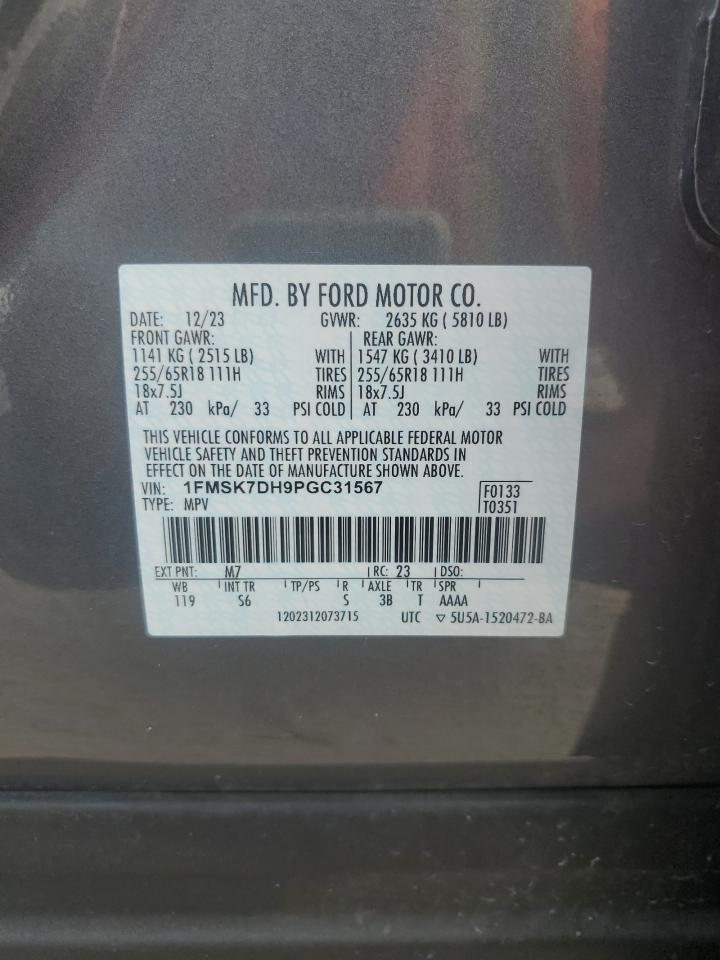 MFD. BY FORD MOTOR CO.
DATE: 12/23 GVWR: 2635 KG ( 5810 LB)
FRONT GAWR: REAR GAWR:
1141 KG ( 2515 LB) WITH 1547 KG ( 3410 LB) WITH
255/65R18 111H TIRES 255/65R18 111H TIRES
18x7.5J RIMS 18x7.5J RIMS
AT 230 kPa/ 33 PSI COLD AT 230 kPa/ 33 PSI COLD
THIS VEHICLE CONFORMS TO ALL APPLICABLE FEDERAL MOTOR
VEHICLE SAFETY AND THEFT PREVENTION STANDARDS IN
EFFECT ON THE DATE OF MANUFACTURE SHOWN ABOVE.
VIN: 1FMSK7DH9PGC31567 F0133
TYPE: MPV T0351
EXT PNT: M7 RC: 23 DSO:
WB INT TR TP/PS R AXLE TR SPR
119 S6 S 3B T AAAA
1202312073715 UTC ▽ 5U5A-1520472-BA